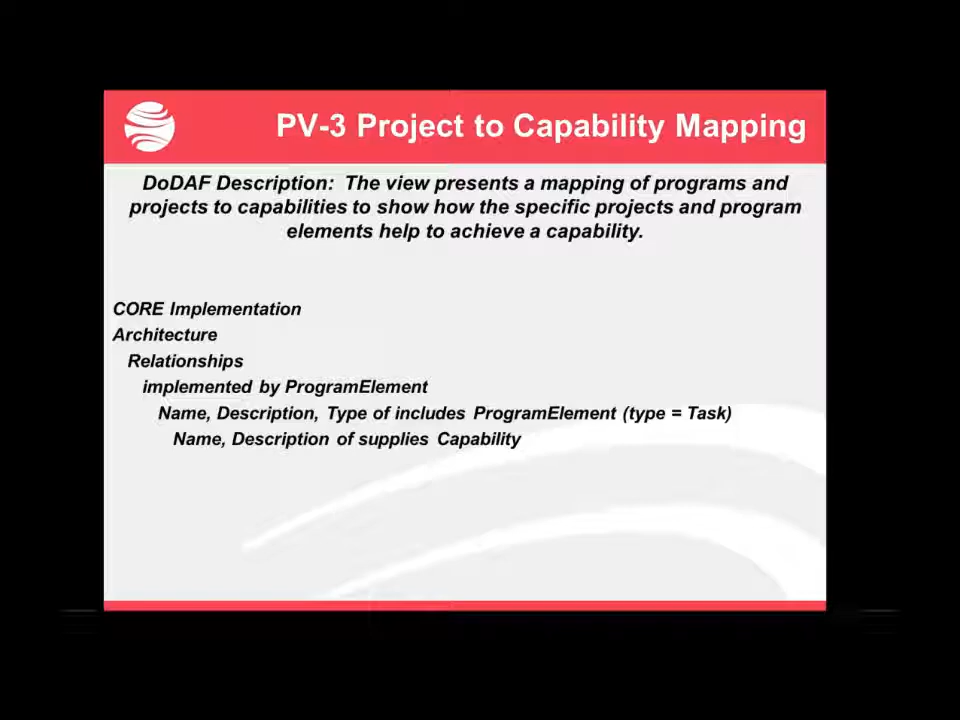 PV-3 Project to Capability Mapping
DoDAF Description: The view presents a mapping of programs and
projects to capabilities to show how the specific projects and program
elements help to achieve a capability.
CORE Implementation
Architecture
Relationships
implemented by ProgramElement
Name, Description, Type of includes ProgramElement (type = Task)
Name, Description of supplies Capability